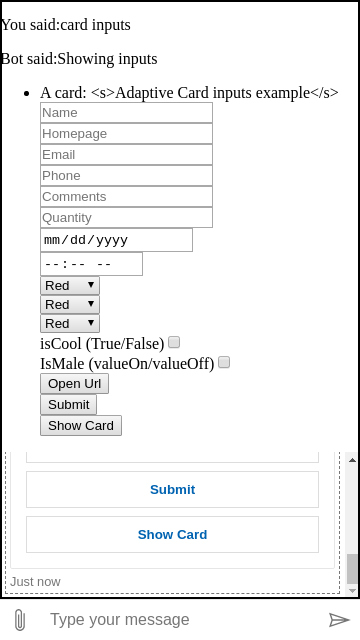 You said:card inputs
Bot said:Showing inputs
A card: <s>Adaptive Card inputs example</s>
Name
Homepage
Email
Phone
Comments
Quantity
mm/dd/yyyy
--:-- --
Red
Red
Red
isCool (True/False)
IsMale (valueOn/valueOff)
Open Url
Submit
Show Card
Submit
Show Card
Just now
Type your message